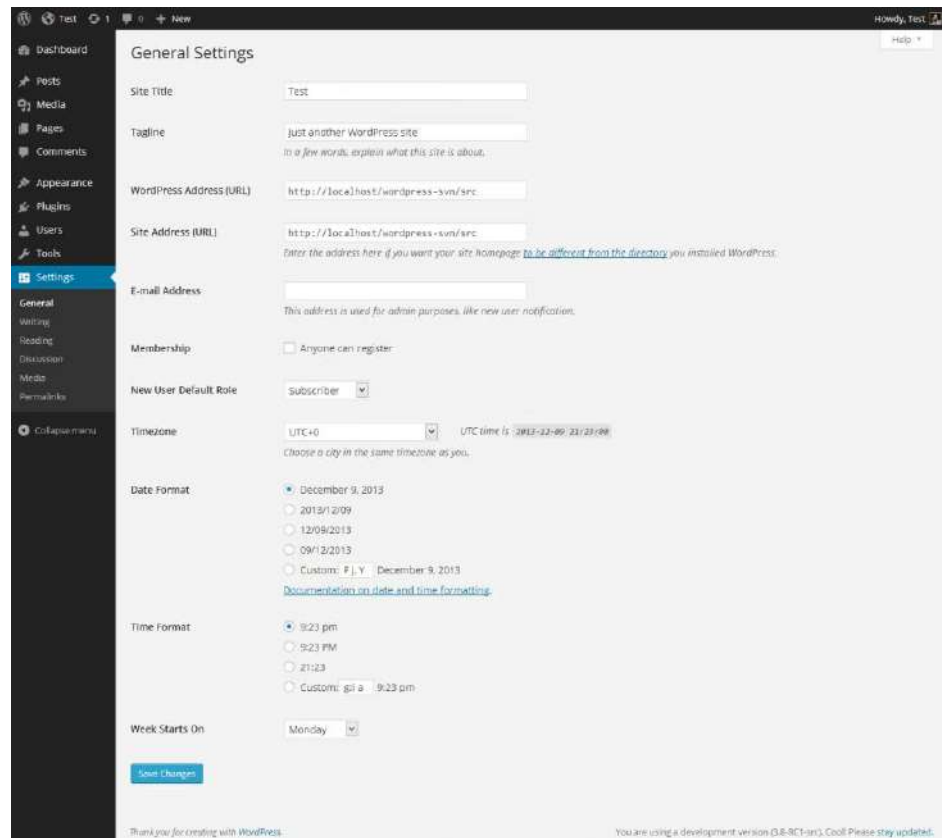 Test 1 0 + New Howdy, Test
Help
Dashboard
Posts
Media
Pages
Comments
Appearance
Plugins
Users
Tools
Settings
General
Writing
Reading
Discussion
Media
Permalinks
Collapse menu
General Settings
Site Title Test
Tagline Just another WordPress site
In a few words, explain what this site is about.
WordPress Address (URL) http://localhost/wordpress-svn/src
Site Address (URL) http://localhost/wordpress-svn/src
Enter the address here if you want your site homepage to be different from the directory you installed WordPress.
E-mail Address
This address is used for admin purposes, like new user notification.
Membership Anyone can register
New User Default Role Subscriber
Timezone UTC+0 UTC time is 2013-12-09 21:23:00
Choose a city in the same timezone as you.
Date Format December 9, 2013
2013/12/09
12/09/2013
09/12/2013
Custom: F j, Y December 9, 2013
Documentation on date and time formatting.
Time Format 9:23 pm
9:23 PM
21:23
Custom: g:i a 9:23 pm
Week Starts On Monday
Save Changes
Thank you for creating with WordPress. You are using a development version (3.8-RC1-src). Cool! Please stay updated.